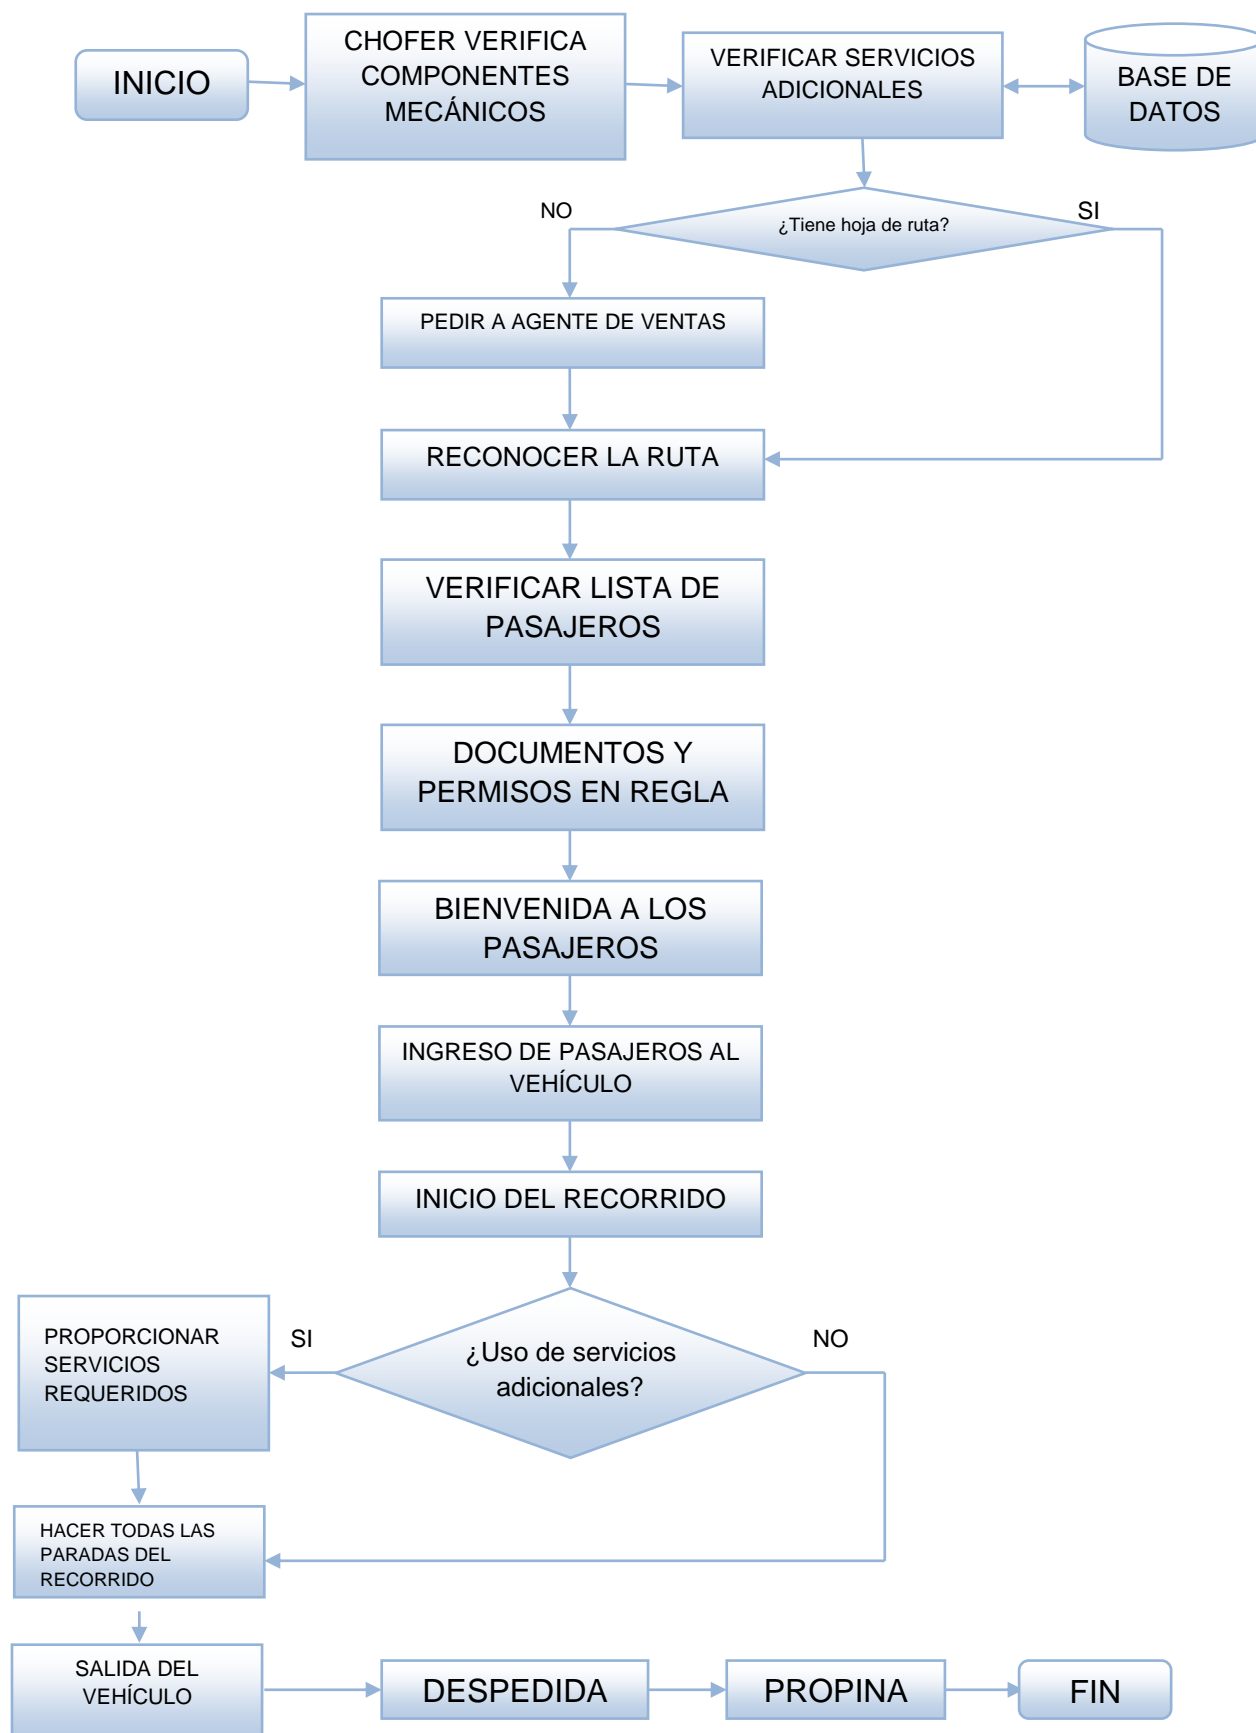 INICIO
CHOFER VERIFICA
COMPONENTES
MECÁNICOS
VERIFICAR SERVICIOS
ADICIONALES
BASE DE
DATOS
NO
¿Tiene hoja de ruta?
SI
PEDIR A AGENTE DE VENTAS
RECONOCER LA RUTA
VERIFICAR LISTA DE
PASAJEROS
DOCUMENTOS Y
PERMISOS EN REGLA
BIENVENIDA A LOS
PASAJEROS
INGRESO DE PASAJEROS AL
VEHÍCULO
INICIO DEL RECORRIDO
PROPORCIONAR
SERVICIOS
REQUERIDOS
SI
¿Uso de servicios
adicionales?
NO
HACER TODAS LAS
PARADAS DEL
RECORRIDO
SALIDA DEL
VEHÍCULO
DESPEDIDA
PROPINA
FIN